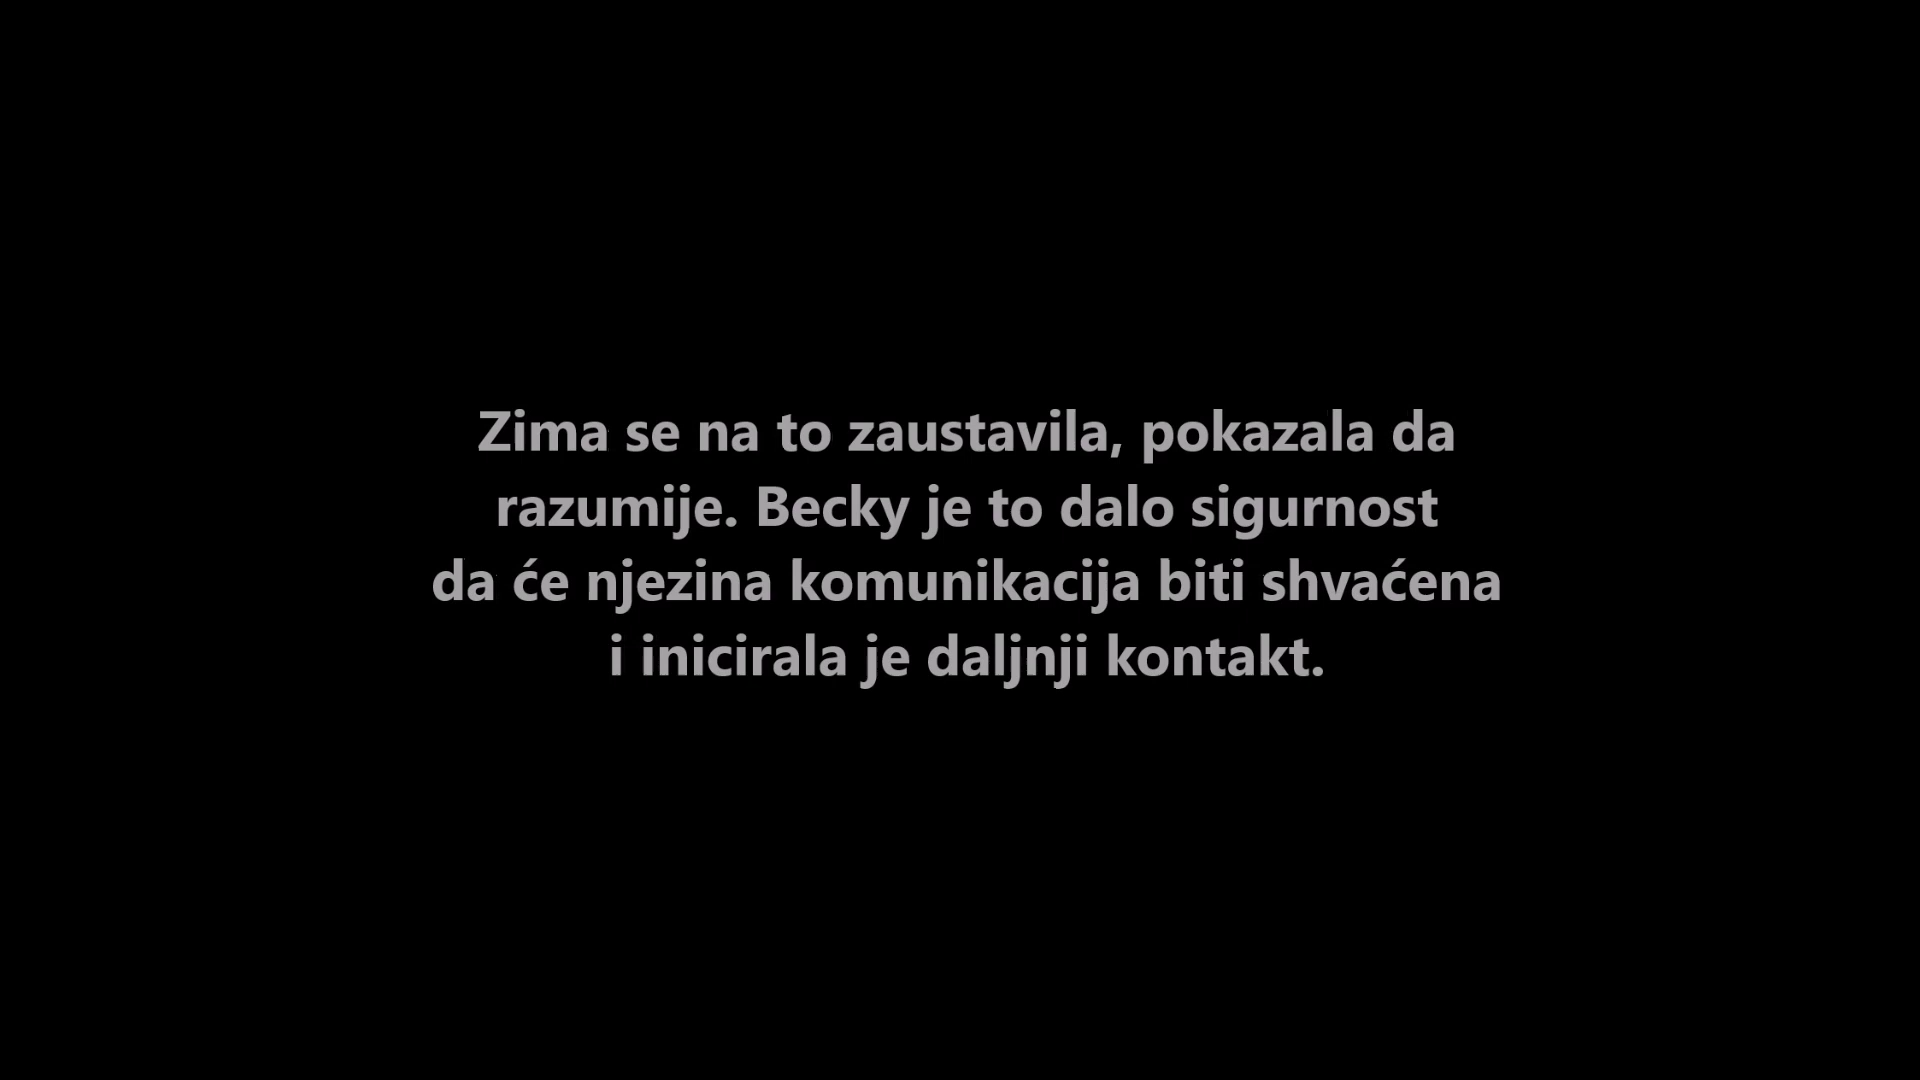 Zima se na to zaustavila, pokazala da
razumije. Becky je to dalo sigurnost
da će njezina komunikacija biti shvaćena
i inicirala je daljnji kontakt.